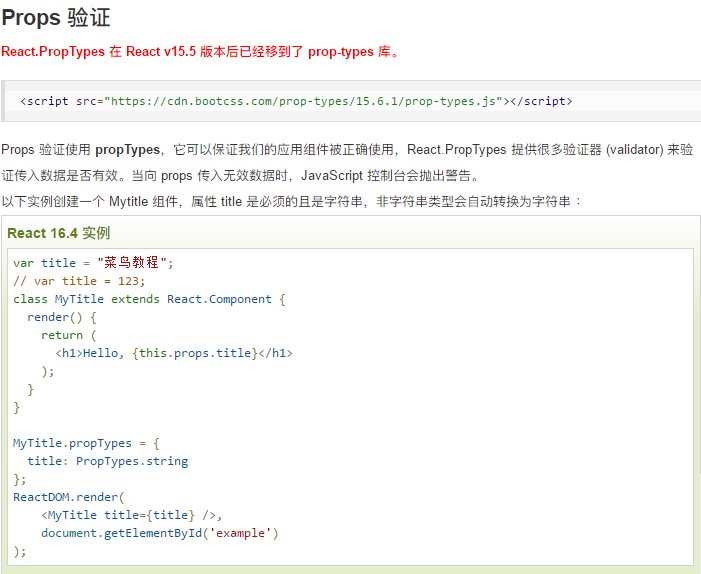 Props 验证
React.PropTypes 在 React v15.5 版本后已经移到了 prop-types 库。
<script src="https://cdn.bootcss.com/prop-types/15.6.1/prop-types.js"></script>
Props 验证使用 propTypes，它可以保证我们的应用组件被正确使用，React.PropTypes 提供很多验证器 (validator) 来验
证传入数据是否有效。当向 props 传入无效数据时，JavaScript 控制台会抛出警告。
以下实例创建一个 Mytitle 组件，属性 title 是必须的且是字符串，非字符串类型会自动转换为字符串：
React 16.4 实例
var title = "菜鸟教程";
// var title = 123;
class MyTitle extends React.Component {
  render() {
    return (
      <h1>Hello, {this.props.title}</h1>
    );
  }
}
MyTitle.propTypes = {
  title: PropTypes.string
};
ReactDOM.render(
    <MyTitle title={title} />,
    document.getElementById('example')
);